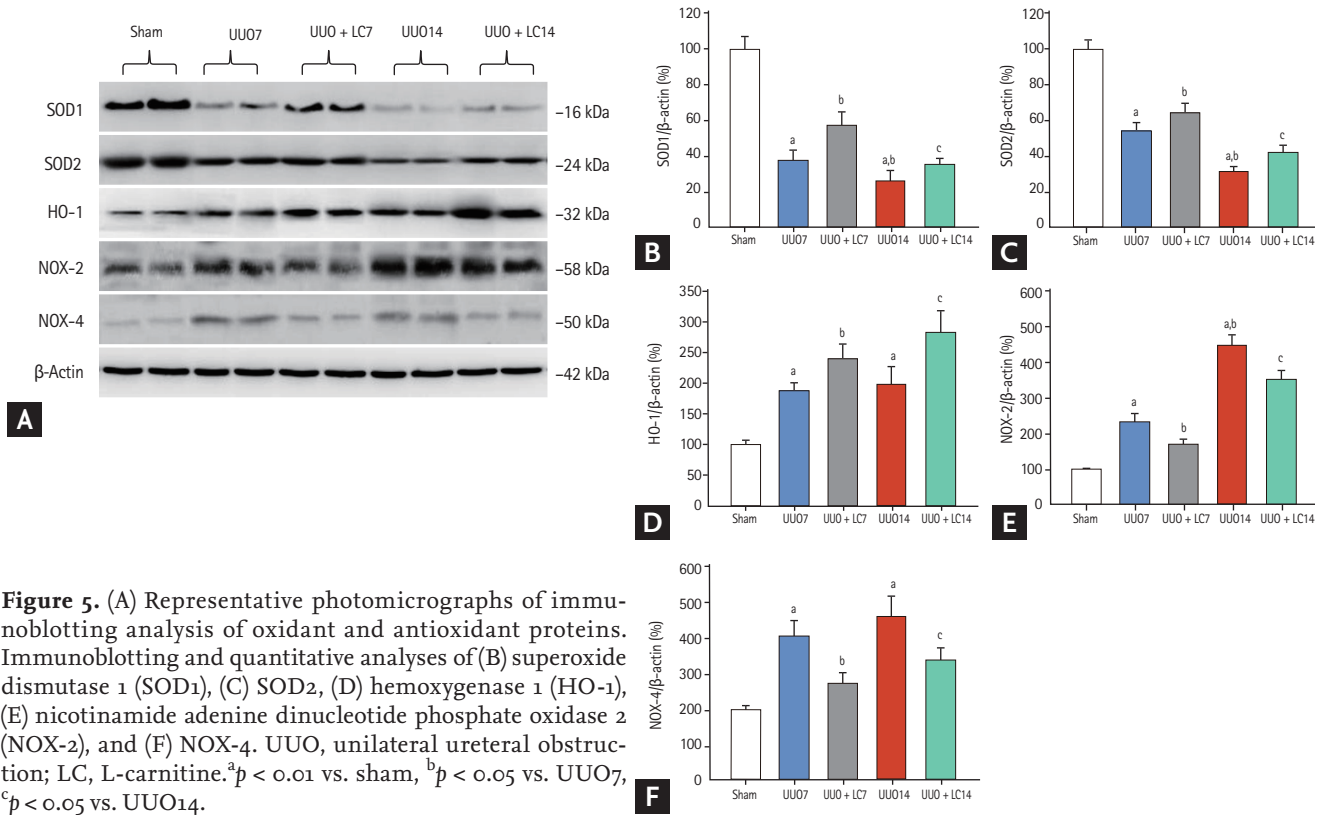 Sham UUO7 UUO + LC7 UUO14 UUO + LC14
SOD1 –16 kDa
SOD2 –24 kDa
HO-1 –32 kDa
NOX-2 –58 kDa
NOX-4 –50 kDa
β-Actin –42 kDa
A
SOD1/β-actin (%)
120
100
80
60
40
20
0
a
b
a,b
c
Sham UUO7 UUO + LC7 UUO14 UUO + LC14
B
SOD2/β-actin (%)
120
100
80
60
40
20
0
a
b
a,b
c
Sham UUO7 UUO + LC7 UUO14 UUO + LC14
C
HO-1/β-actin (%)
350
300
250
200
150
100
50
0
a
b
a
c
Sham UUO7 UUO + LC7 UUO14 UUO + LC14
D
NOX-2/β-actin (%)
600
500
400
300
200
100
0
a
b
a,b
c
Sham UUO7 UUO + LC7 UUO14 UUO + LC14
E
NOX-4/β-actin (%)
600
500
400
300
200
100
0
a
b
a
c
Sham UUO7 UUO + LC7 UUO14 UUO + LC14
F
Figure 5. (A) Representative photomicrographs of immu-
noblotting analysis of oxidant and antioxidant proteins.
Immunoblotting and quantitative analyses of (B) superoxide
dismutase 1 (SOD1), (C) SOD2, (D) hemoxygenase 1 (HO-1),
(E) nicotinamide adenine dinucleotide phosphate oxidase 2
(NOX-2), and (F) NOX-4. UUO, unilateral ureteral obstruc-
tion; LC, L-carnitine. ᵃp < 0.01 vs. sham, ᵇp < 0.05 vs. UUO7,
ᶜp < 0.05 vs. UUO14.